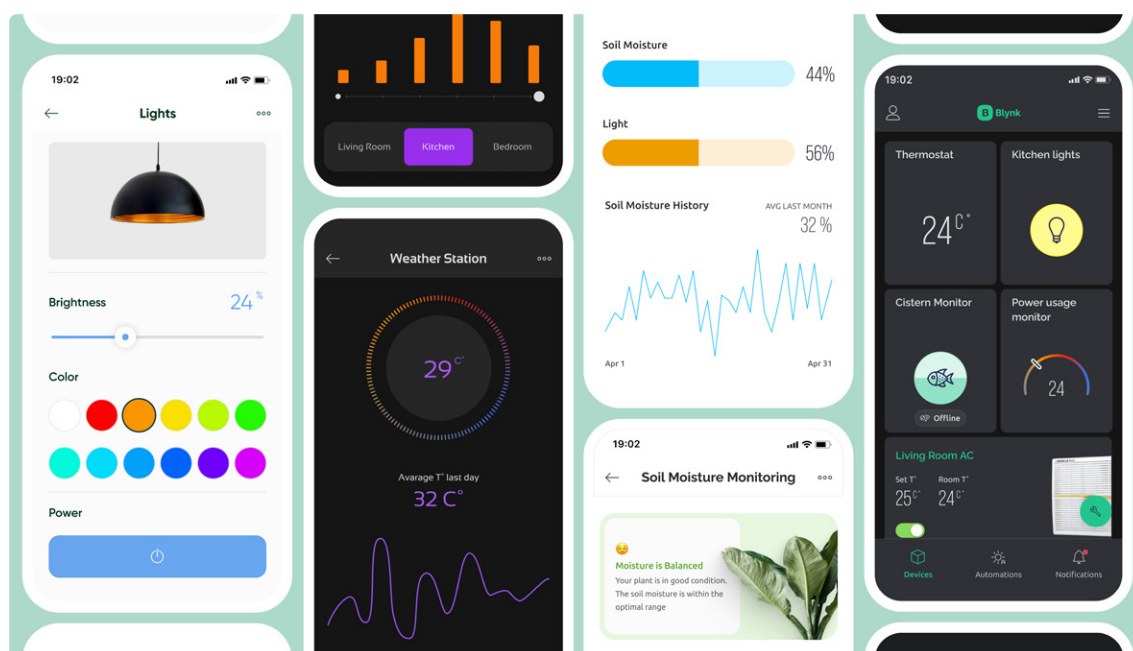 19:02
Lights
Brightness
24 %
Color
Power
Living Room
Kitchen
Bedroom
Weather Station
29 C°
Avarage T° last day
32 C°
Soil Moisture
44%
Light
56%
Soil Moisture History
AVG LAST MONTH
32 %
Apr 1
Apr 31
19:02
Soil Moisture Monitoring
Moisture is Balanced
Your plant is in good condition.
The soil moisture is within the
optimal range
19:02
B Blynk
Thermostat
24 C°
Kitchen lights
Cistern Monitor
Offline
Power usage
monitor
24
Living Room AC
Set T°
Room T°
25 C°
24 C°
Devices
Automations
Notifications